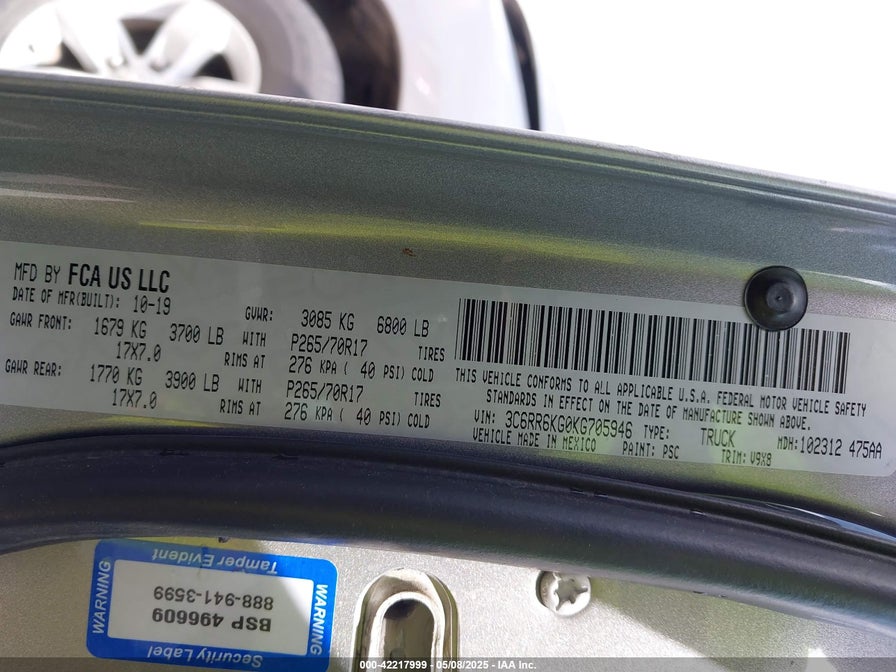 MFD BY FCA US LLC
DATE OF MFR(BUILT): 10-19 GVWR: 3085 KG 6800 LB
GAWR FRONT: 1679 KG 3700 LB WITH P265/70R17 TIRES
17X7.0 RIMS AT 276 KPA ( 40 PSI) COLD
GAWR REAR: 1770 KG 3900 LB WITH P265/70R17 TIRES
17X7.0 RIMS AT 276 KPA ( 40 PSI) COLD
THIS VEHICLE CONFORMS TO ALL APPLICABLE U.S.A. FEDERAL MOTOR VEHICLE SAFETY
STANDARDS IN EFFECT ON THE DATE OF MANUFACTURE SHOWN ABOVE.
VIN: 3C6RR6KG0KG705946 TYPE: TRUCK MDH:102312 475AA
VEHICLE MADE IN MEXICO PAINT: PSC TRIM: V9X8
Security Label
WARNING
BSP 496609
888-941-3599
WARNING
Tamper Evident
000-42217999 - 05/08/2025 - IAA Inc.